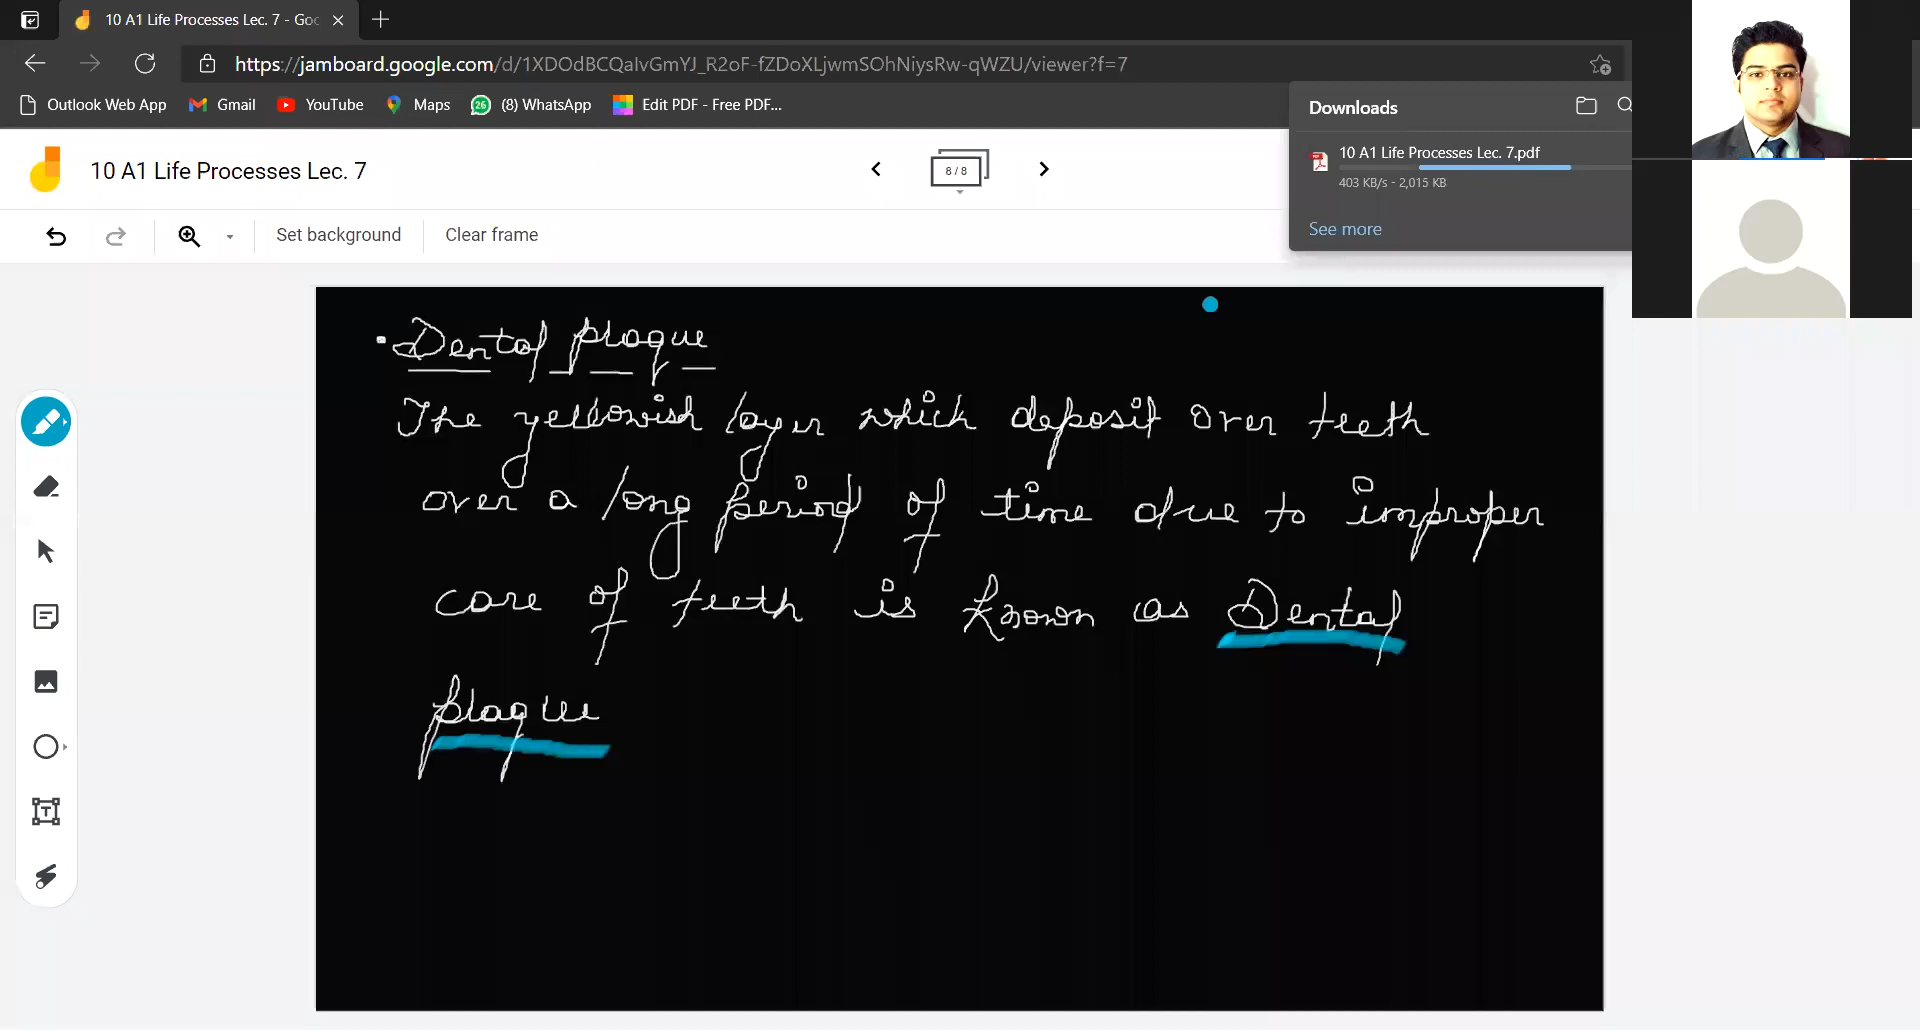 10 A1 Life Processes Lec. 7 - Goo
https://jamboard.google.com/d/1XDOdBCQaIvGmYJ_R2oF-fZDoXLjwmSOhNiysRw-qWZU/viewer?f=7
Outlook Web App Gmail YouTube Maps 26 (8) WhatsApp Edit PDF - Free PDF...
Downloads
10 A1 Life Processes Lec. 7.pdf
403 KB/s - 2,015 KB
See more
10 A1 Life Processes Lec. 7
8 / 8
Set background Clear frame
Dental plaque
The yellowish layer which deposit over teeth
over a long period of time due to improper
care of teeth is known as Dental
plaque